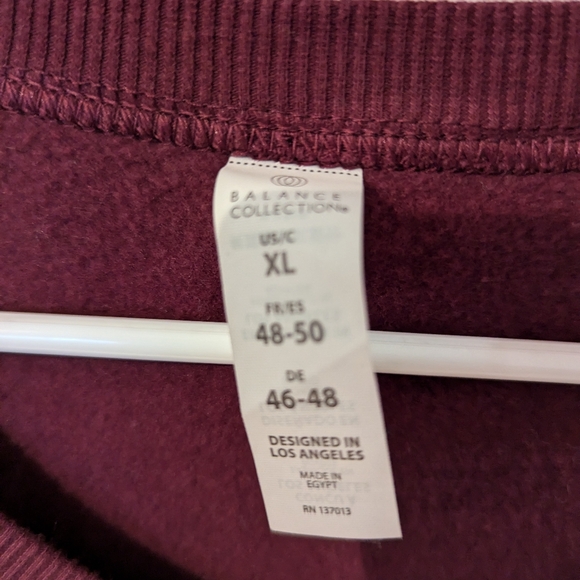 BALANCE
COLLECTION®
US/C
XL
FR/ES
48-50
DE
46-48
DESIGNED IN
LOS ANGELES
MADE IN
EGYPT
RN 137013